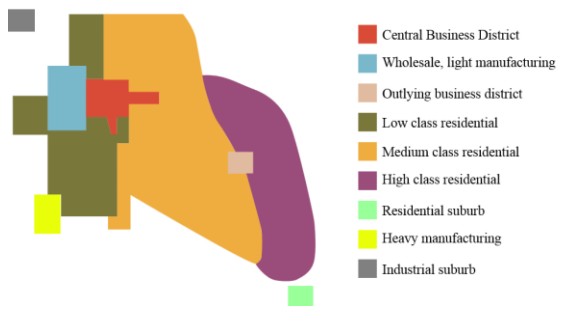 Central Business District
Wholesale, light manufacturing
Outlying business district
Low class residential
Medium class residential
High class residential
Residential suburb
Heavy manufacturing
Industrial suburb